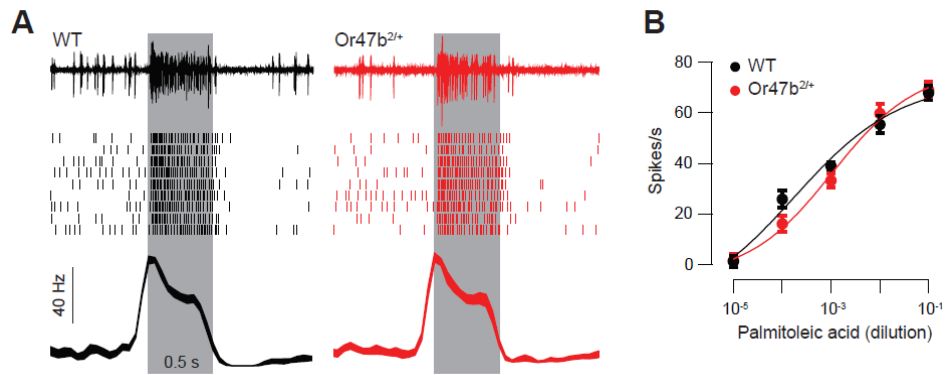 A
WT
Or47b²/⁺
40 Hz
0.5 s
B
WT
Or47b²/⁺
Spikes/s
80
60
40
20
0
10⁻⁵
10⁻³
10⁻¹
Palmitoleic acid (dilution)